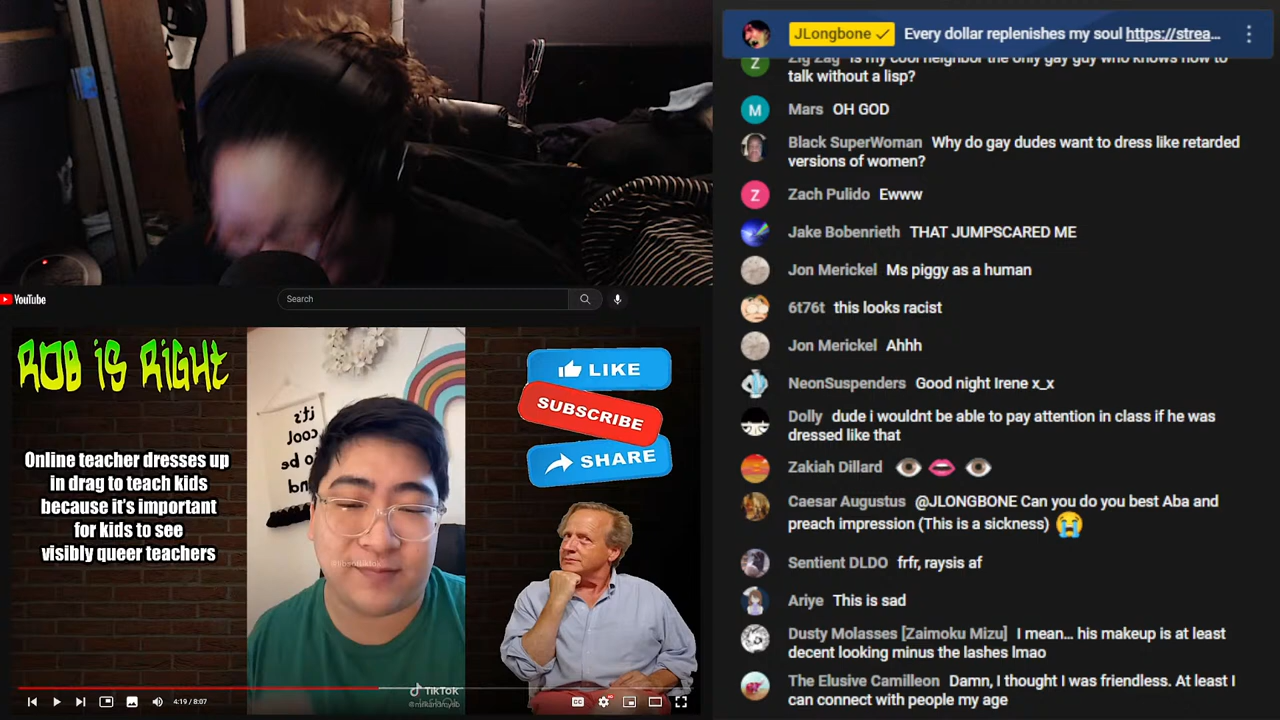 JLongbone Every dollar replenishes my soul https://strea...
Zig Zag is my cool neighbor the only gay guy who knows how to
talk without a lisp?
Mars OH GOD
Black SuperWoman Why do gay dudes want to dress like retarded
versions of women?
Zach Pulido Ewww
Jake Bobenrieth THAT JUMPSCARED ME
Jon Merickel Ms piggy as a human
6t76t this looks racist
Jon Merickel Ahhh
NeonSuspenders Good night Irene x_x
Dolly dude i wouldnt be able to pay attention in class if he was
dressed like that
Zakiah Dillard
Caesar Augustus @JLONGBONE Can you do you best Aba and
preach impression (This is a sickness)
Sentient DLDO frfr, raysis af
Ariye This is sad
Dusty Molasses [Zaimoku Mizu] I mean... his makeup is at least
decent looking minus the lashes lmao
The Elusive Camilleon Damn, I thought I was friendless. At least I
can connect with people my age
YouTube
Search
ROB IS RIGHT
Online teacher dresses up
in drag to teach kids
because it's important
for kids to see
visibly queer teachers
it's
cool
to be
LIKE
SUBSCRIBE
SHARE
@libsoftiktok
TikTok
4:19 / 8:07